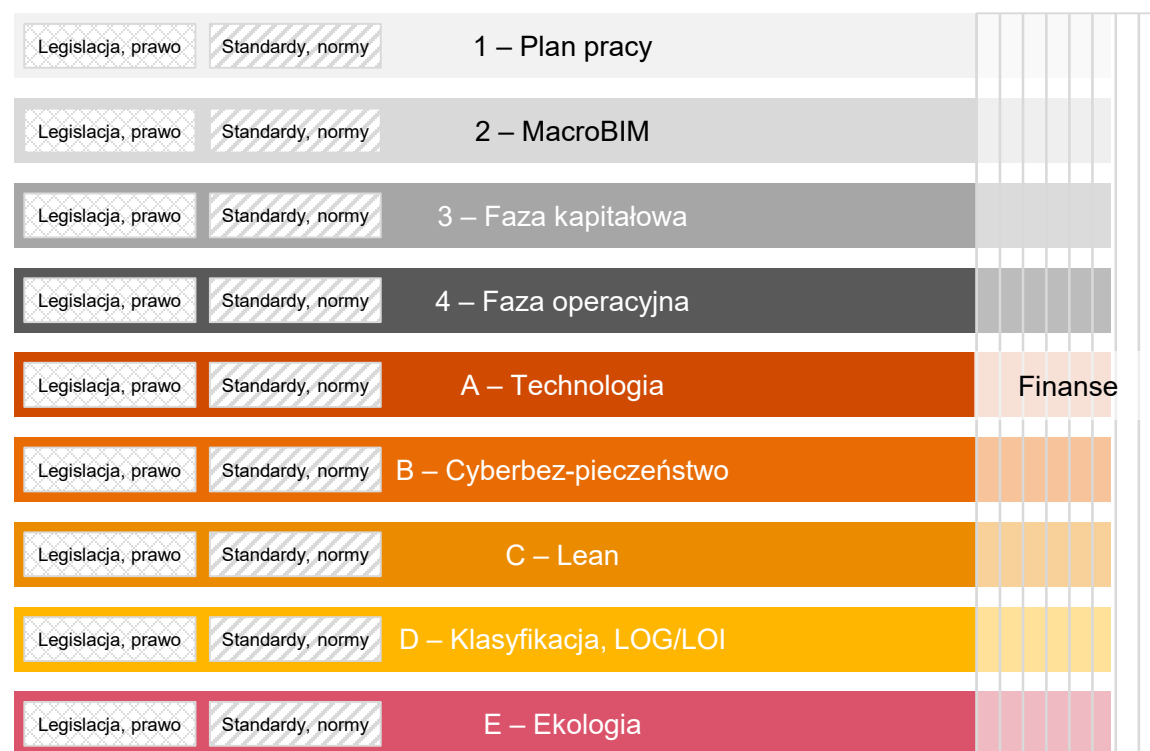 Legislacja, prawo Standardy, normy 1 – Plan pracy
Legislacja, prawo Standardy, normy 2 – MacroBIM
Legislacja, prawo Standardy, normy 3 – Faza kapitałowa
Legislacja, prawo Standardy, normy 4 – Faza operacyjna
Legislacja, prawo Standardy, normy A – Technologia Finanse
Legislacja, prawo Standardy, normy B – Cyberbez-pieczeństwo
Legislacja, prawo Standardy, normy C – Lean
Legislacja, prawo Standardy, normy D – Klasyfikacja, LOG/LOI
Legislacja, prawo Standardy, normy E – Ekologia